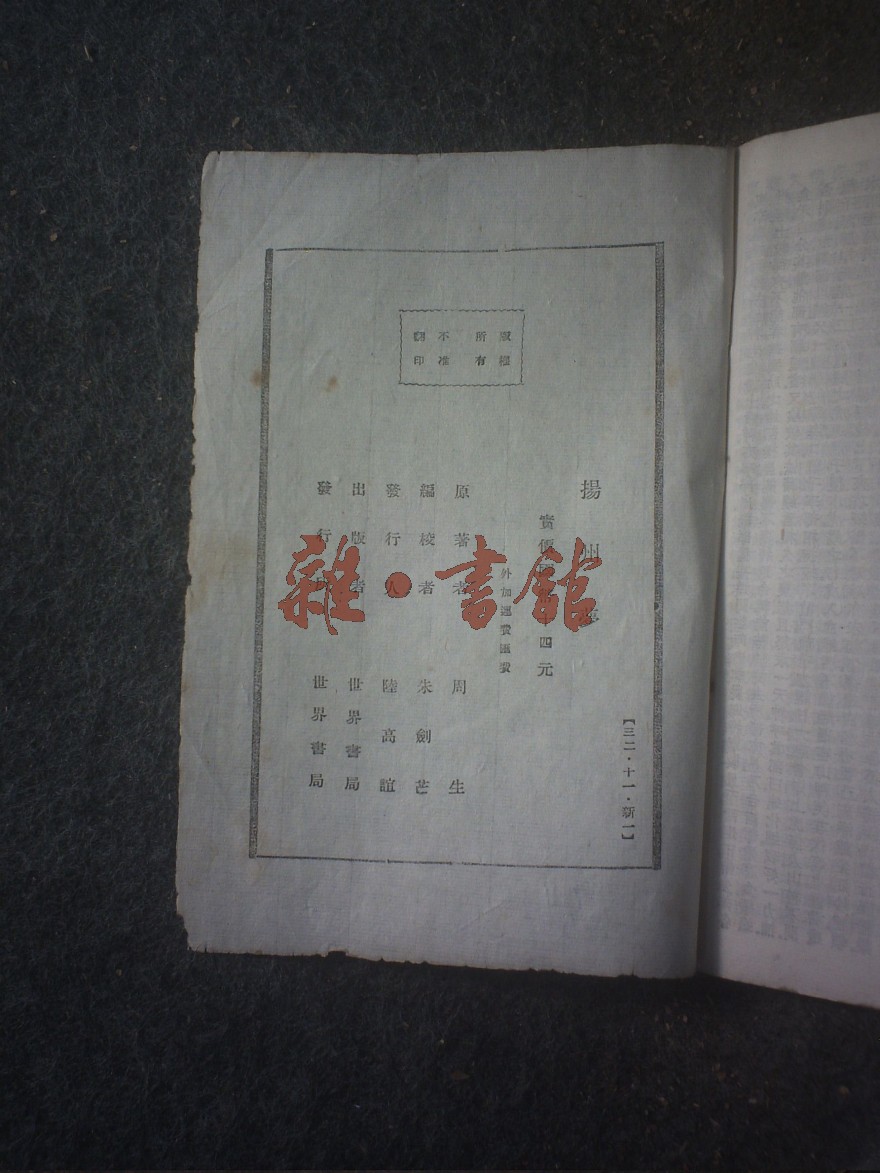 版權
所有
不准
翻印
【三二·十一·新一】
揚州
實價 四元
外加運費匯費
原著者 周生
編校者 朱劍芒
發行人 陸高誼
出版者 世界書局
發行 世界書局
雜·書館